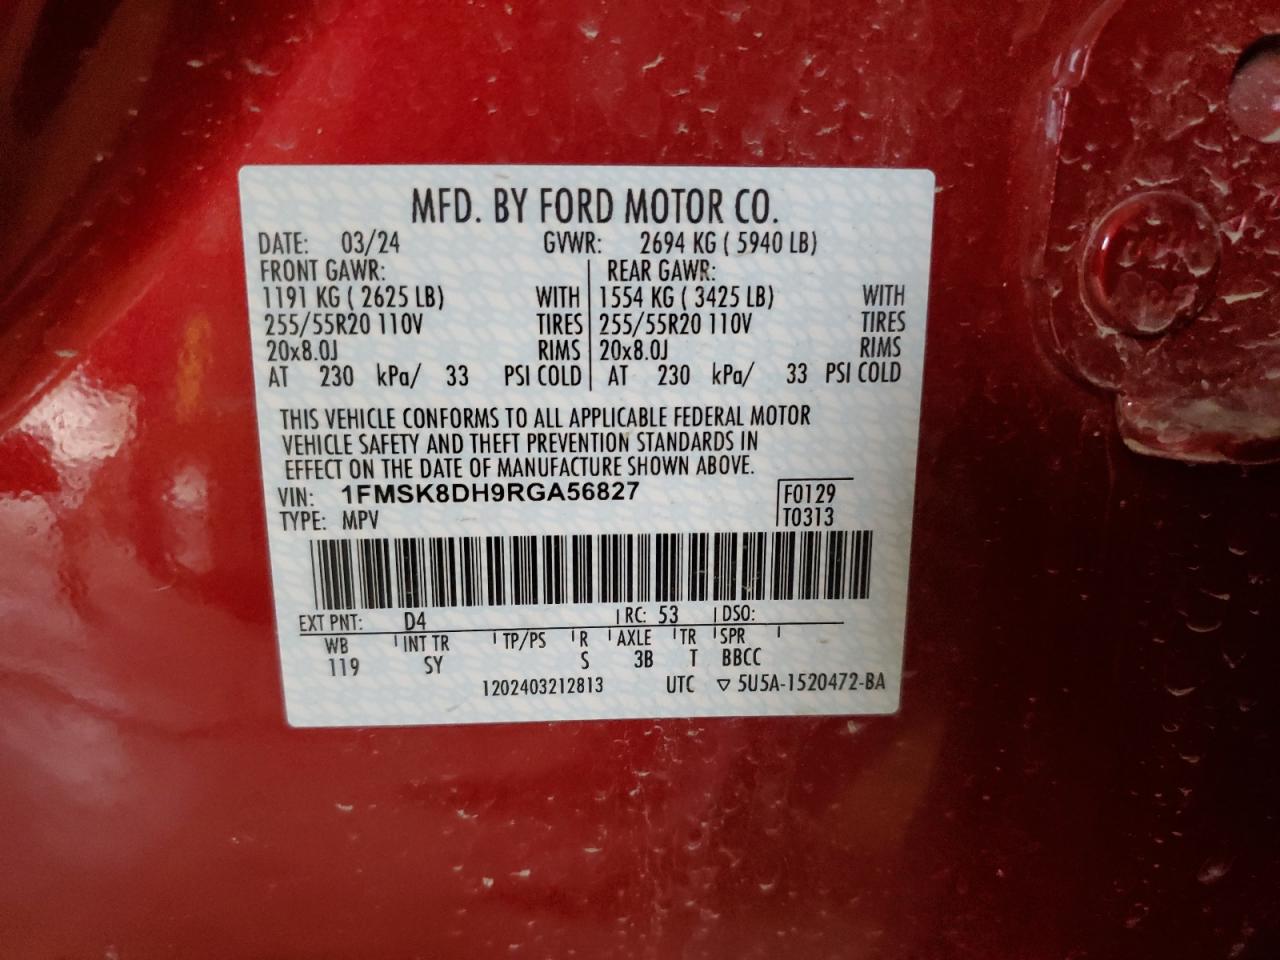 MFD. BY FORD MOTOR CO.
DATE: 03/24 GVWR: 2694 KG ( 5940 LB)
FRONT GAWR: REAR GAWR:
1191 KG ( 2625 LB) WITH 1554 KG ( 3425 LB) WITH
255/55R20 110V TIRES 255/55R20 110V TIRES
20x8.0J RIMS 20x8.0J RIMS
AT 230 kPa/ 33 PSI COLD AT 230 kPa/ 33 PSI COLD
THIS VEHICLE CONFORMS TO ALL APPLICABLE FEDERAL MOTOR
VEHICLE SAFETY AND THEFT PREVENTION STANDARDS IN
EFFECT ON THE DATE OF MANUFACTURE SHOWN ABOVE.
VIN: 1FMSK8DH9RGA56827 F0129
TYPE: MPV T0313
EXT PNT: D4 RC: 53 DSO:
WB INT TR TP/PS R AXLE TR SPR
119 SY S 3B T BBCC
1202403212813 UTC ▽ 5U5A-1520472-BA